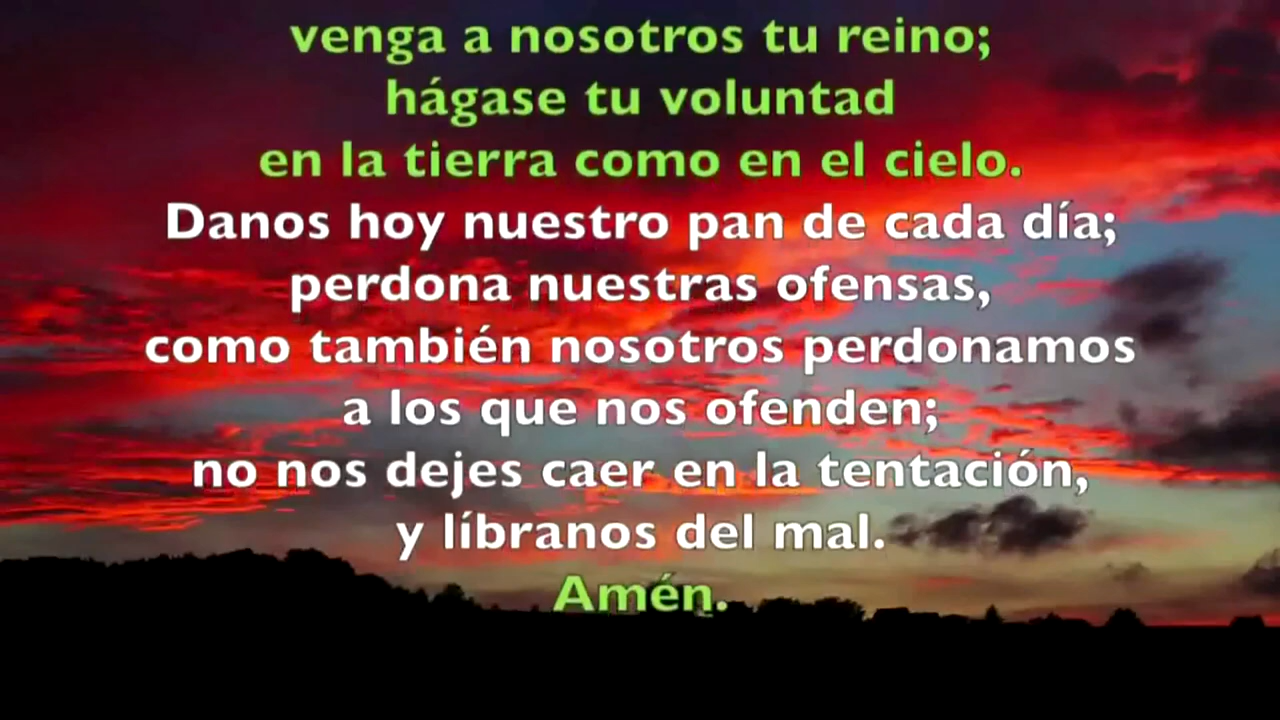 venga a nosotros tu reino;
hágase tu voluntad
en la tierra como en el cielo.
Danos hoy nuestro pan de cada día;
perdona nuestras ofensas,
como también nosotros perdonamos
a los que nos ofenden;
no nos dejes caer en la tentación,
y líbranos del mal.
Amén.